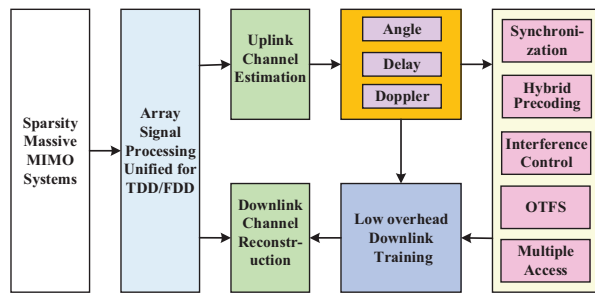 Sparsity
Massive
MIMO
Systems
Array
Signal
Processing
Unified for
TDD/FDD
Uplink
Channel
Estimation
Angle
Delay
Doppler
Downlink
Channel
Reconstr-
uction
Low overhead
Downlink
Training
Synchroni-
zation
Hybrid
Precoding
Interference
Control
OTFS
Multiple
Access